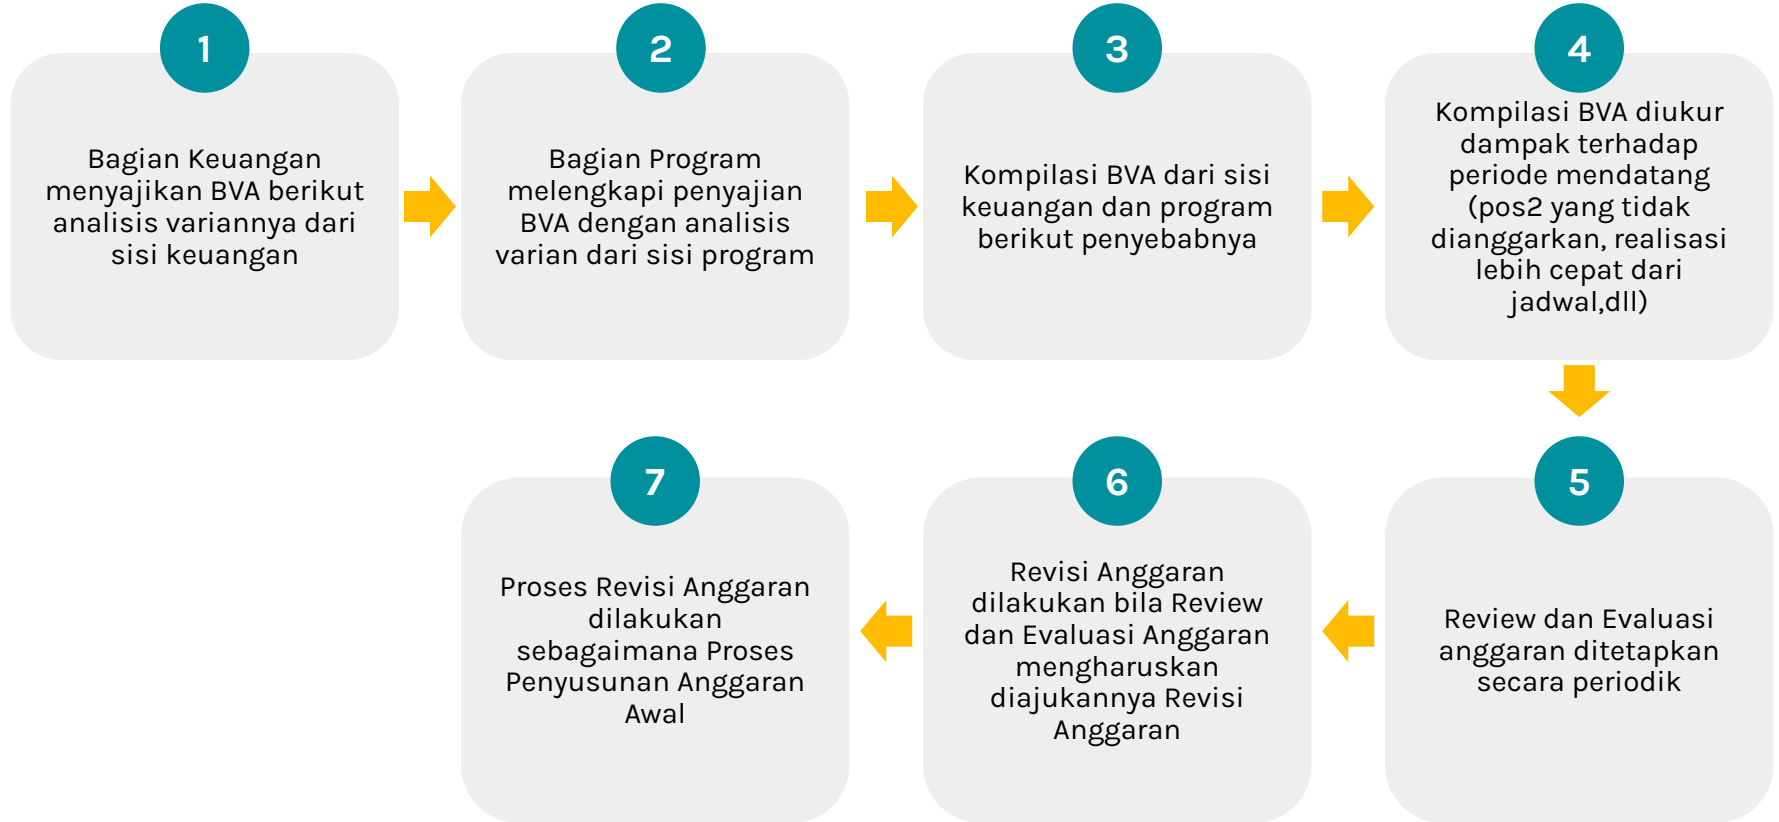 1
Bagian Keuangan
menyajikan BVA berikut
analisis variannya dari
sisi keuangan
2
Bagian Program
melengkapi penyajian
BVA dengan analisis
varian dari sisi program
3
Kompilasi BVA dari sisi
keuangan dan program
berikut penyebabnya
4
Kompilasi BVA diukur
dampak terhadap
periode mendatang
(pos2 yang tidak
dianggarkan, realisasi
lebih cepat dari
jadwal,dll)
5
Review dan Evaluasi
anggaran ditetapkan
secara periodik
6
Revisi Anggaran
dilakukan bila Review
dan Evaluasi Anggaran
mengharuskan
diajukannya Revisi
Anggaran
7
Proses Revisi Anggaran
dilakukan
sebagaimana Proses
Penyusunan Anggaran
Awal